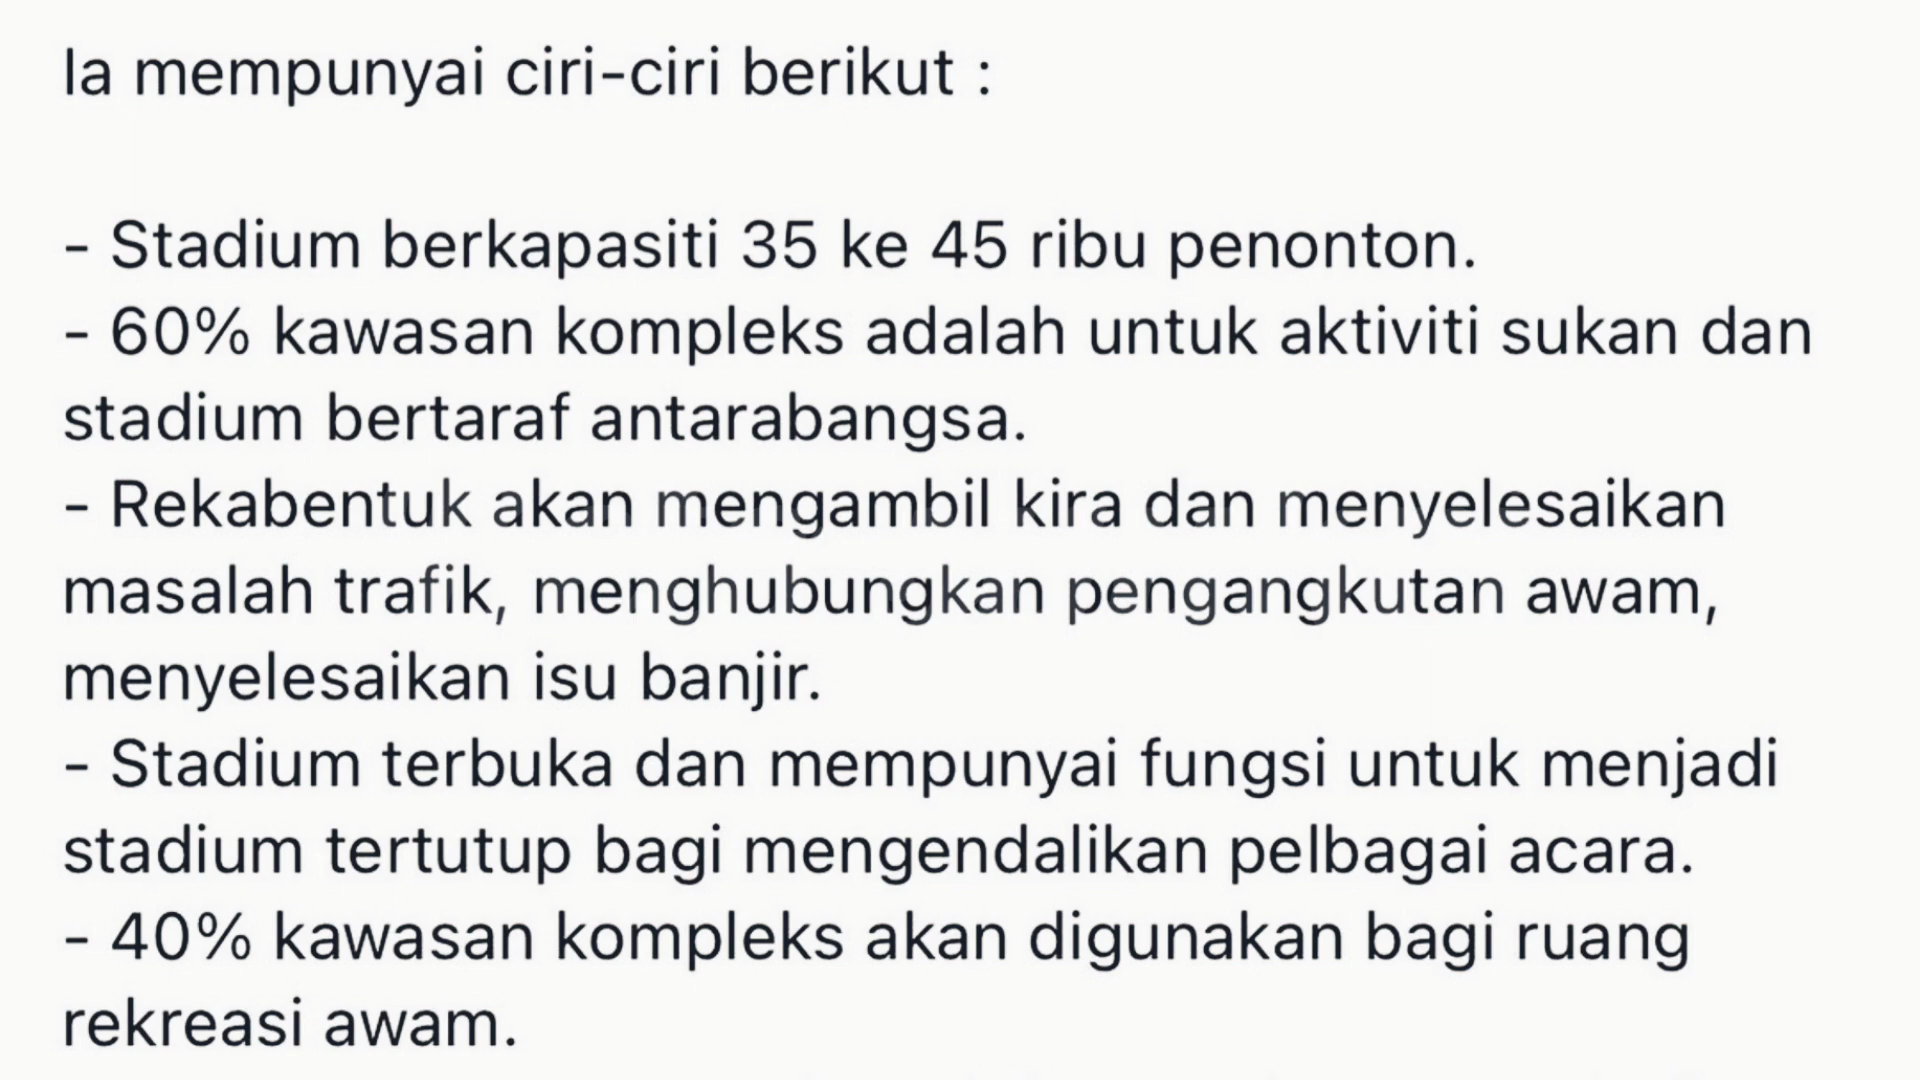 Ia mempunyai ciri-ciri berikut :
- Stadium berkapasiti 35 ke 45 ribu penonton.
- 60% kawasan kompleks adalah untuk aktiviti sukan dan
stadium bertaraf antarabangsa.
- Rekabentuk akan mengambil kira dan menyelesaikan
masalah trafik, menghubungkan pengangkutan awam,
menyelesaikan isu banjir.
- Stadium terbuka dan mempunyai fungsi untuk menjadi
stadium tertutup bagi mengendalikan pelbagai acara.
- 40% kawasan kompleks akan digunakan bagi ruang
rekreasi awam.